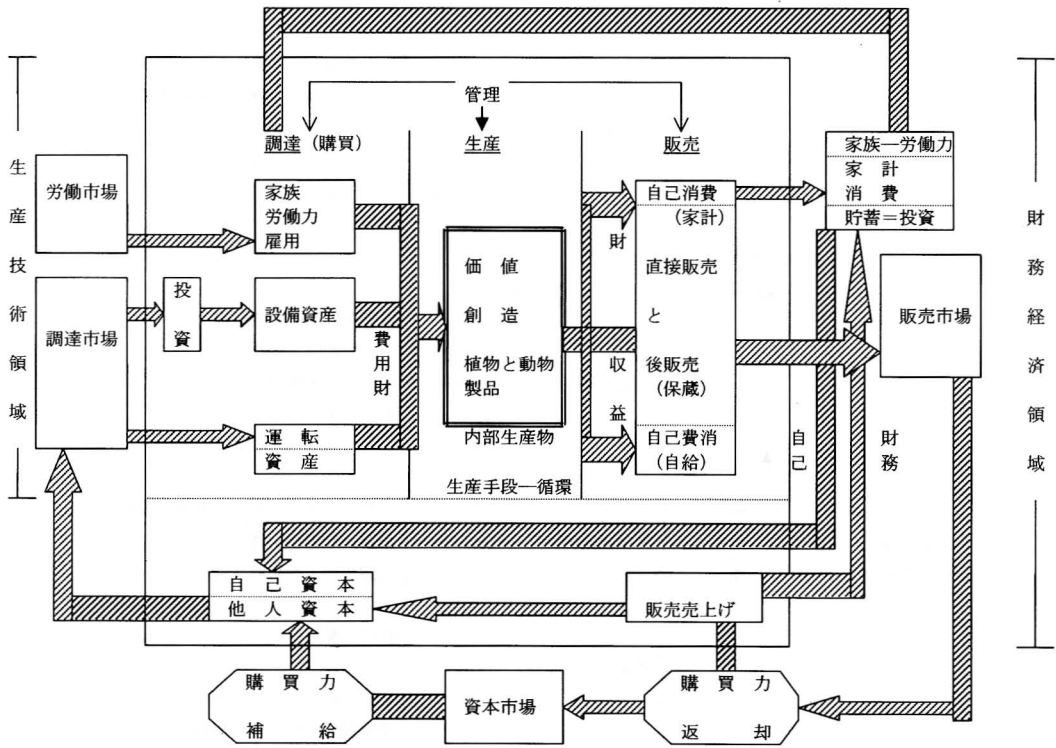 管理
調達（購買）
生産
販売
生産技術領域
財務経済領域
労働市場
調達市場
投資
家族
労働力
雇用
設備資産
運転
資産
費用財
価値
創造
植物と動物
製品
内部生産物
生産手段―循環
財
収
益
自己消費
（家計）
直接販売
と
後販売
（保蔵）
自己費消
（自給）
家族―労働力
家計
消費
貯蓄＝投資
販売市場
自己
財務
自己資本
他人資本
販売売上げ
購買力
補給
資本市場
購買力
返却